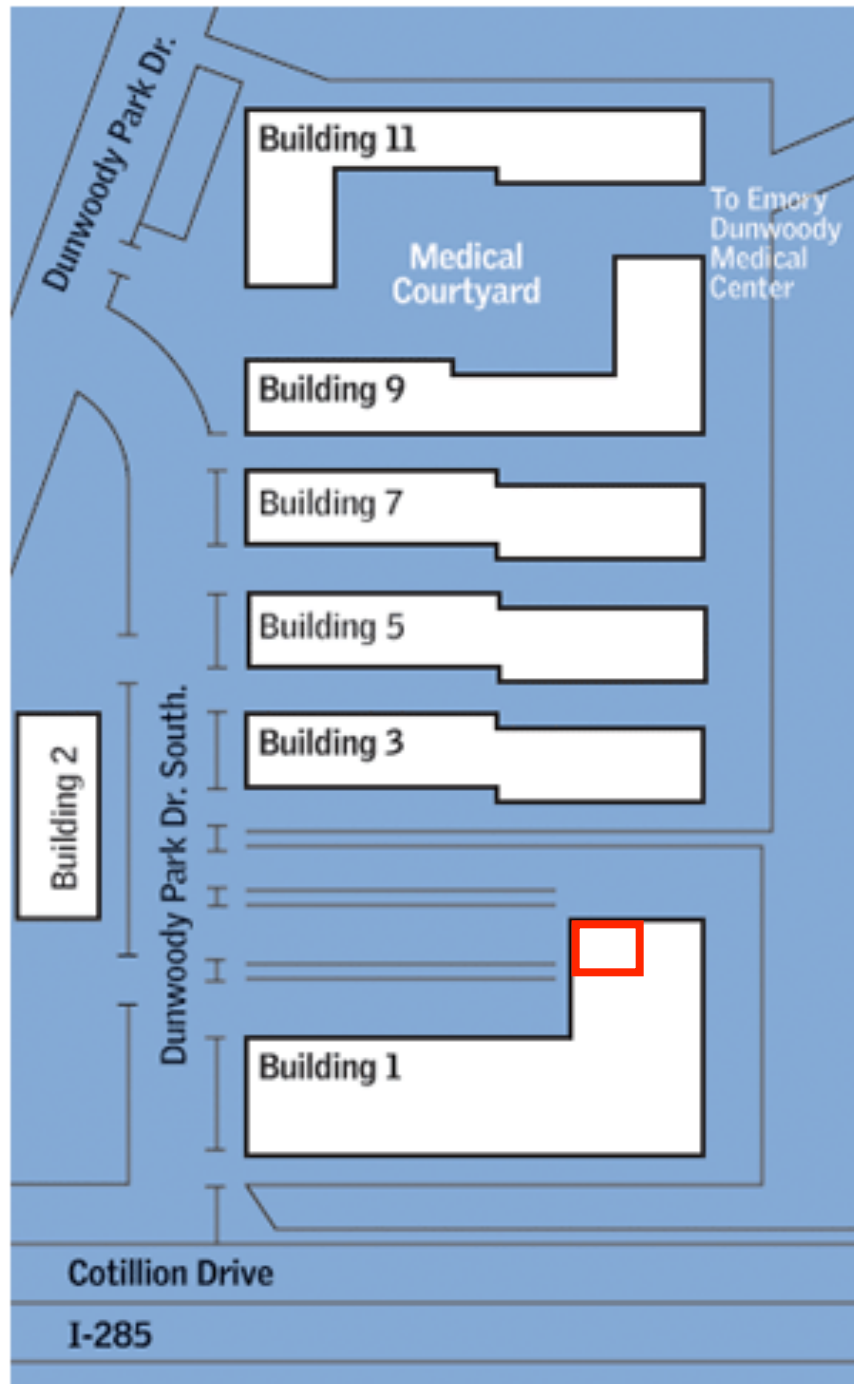 Dunwoody Park Dr.
Building 11
To Emory
Dunwoody
Medical
Center
Medical
Courtyard
Building 9
Building 7
Building 5
Building 3
Building 2
Dunwoody Park Dr. South.
Building 1
Cotillion Drive
I-285